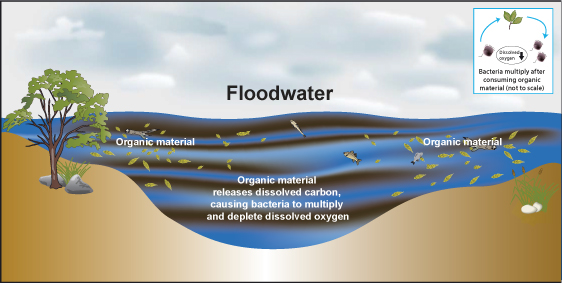 Dissolved
oxygen
Bacteria multiply after
consuming organic
material (not to scale)
Floodwater
Organic material
Organic material
Organic material
releases dissolved carbon,
causing bacteria to multiply
and deplete dissolved oxygen